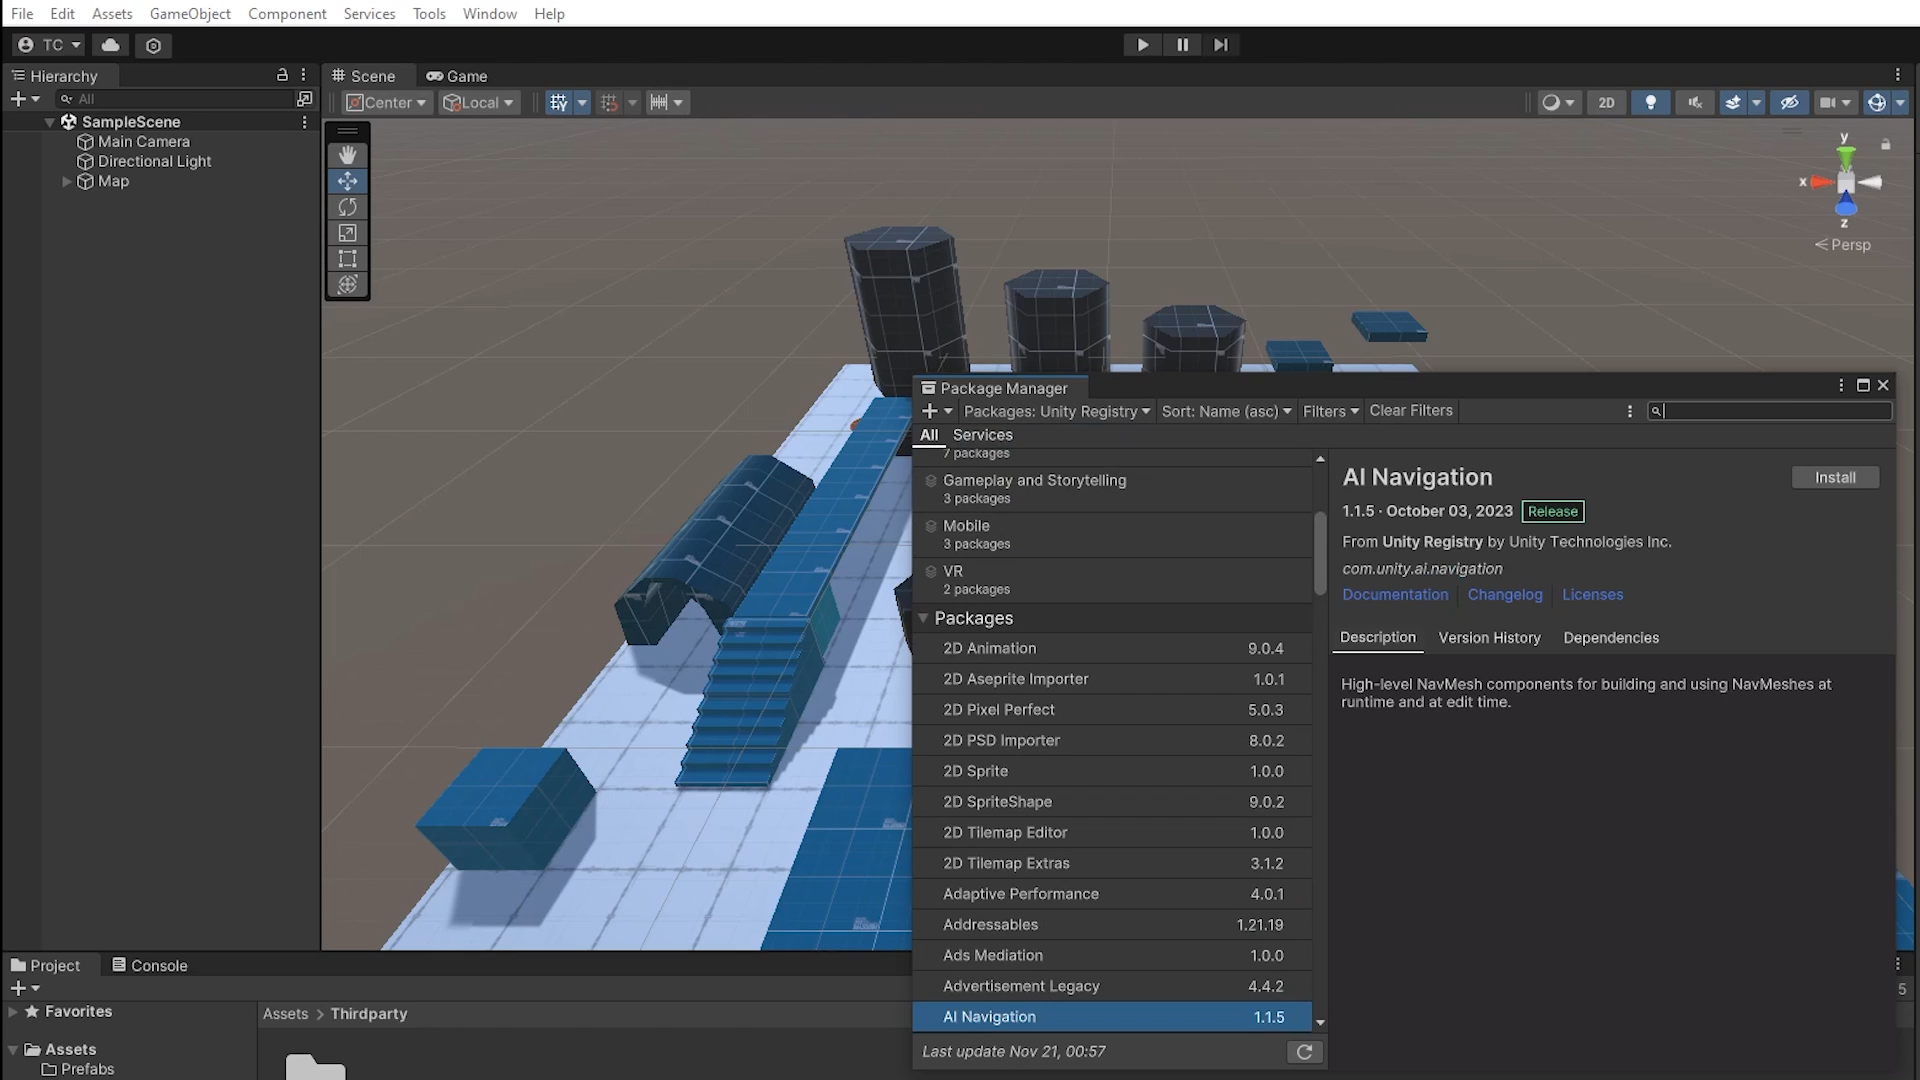 File Edit Assets GameObject Component Services Tools Window Help
TC
Hierarchy
All
SampleScene
Main Camera
Directional Light
Map
Scene Game
Center Local 2D
y
x
z
Persp
Package Manager
Packages: Unity Registry Sort: Name (asc) Filters Clear Filters
All Services
7 packages
Gameplay and Storytelling
3 packages
Mobile
3 packages
VR
2 packages
Packages
2D Animation 9.0.4
2D Aseprite Importer 1.0.1
2D Pixel Perfect 5.0.3
2D PSD Importer 8.0.2
2D Sprite 1.0.0
2D SpriteShape 9.0.2
2D Tilemap Editor 1.0.0
2D Tilemap Extras 3.1.2
Adaptive Performance 4.0.1
Addressables 1.21.19
Ads Mediation 1.0.0
Advertisement Legacy 4.4.2
AI Navigation 1.1.5
Last update Nov 21, 00:57
AI Navigation
Install
1.1.5 · October 03, 2023 Release
From Unity Registry by Unity Technologies Inc.
com.unity.ai.navigation
Documentation Changelog Licenses
Description Version History Dependencies
High-level NavMesh components for building and using NavMeshes at
runtime and at edit time.
Project Console
5
Favorites
Assets
Prefabs
Assets > Thirdparty